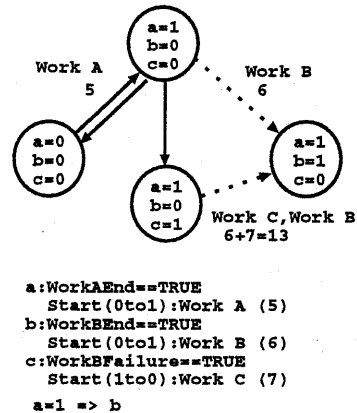 a=1
b=0
c=0
Work A
5
Work B
6
a=0
b=0
c=0
a=1
b=1
c=0
a=1
b=0
c=1
Work C,Work B
6+7=13
a:WorkAEnd==TRUE
Start(0to1):Work A (5)
b:WorkBEnd==TRUE
Start(0to1):Work B (6)
c:WorkBFailure==TRUE
Start(1to0):Work C (7)
a=1 => b